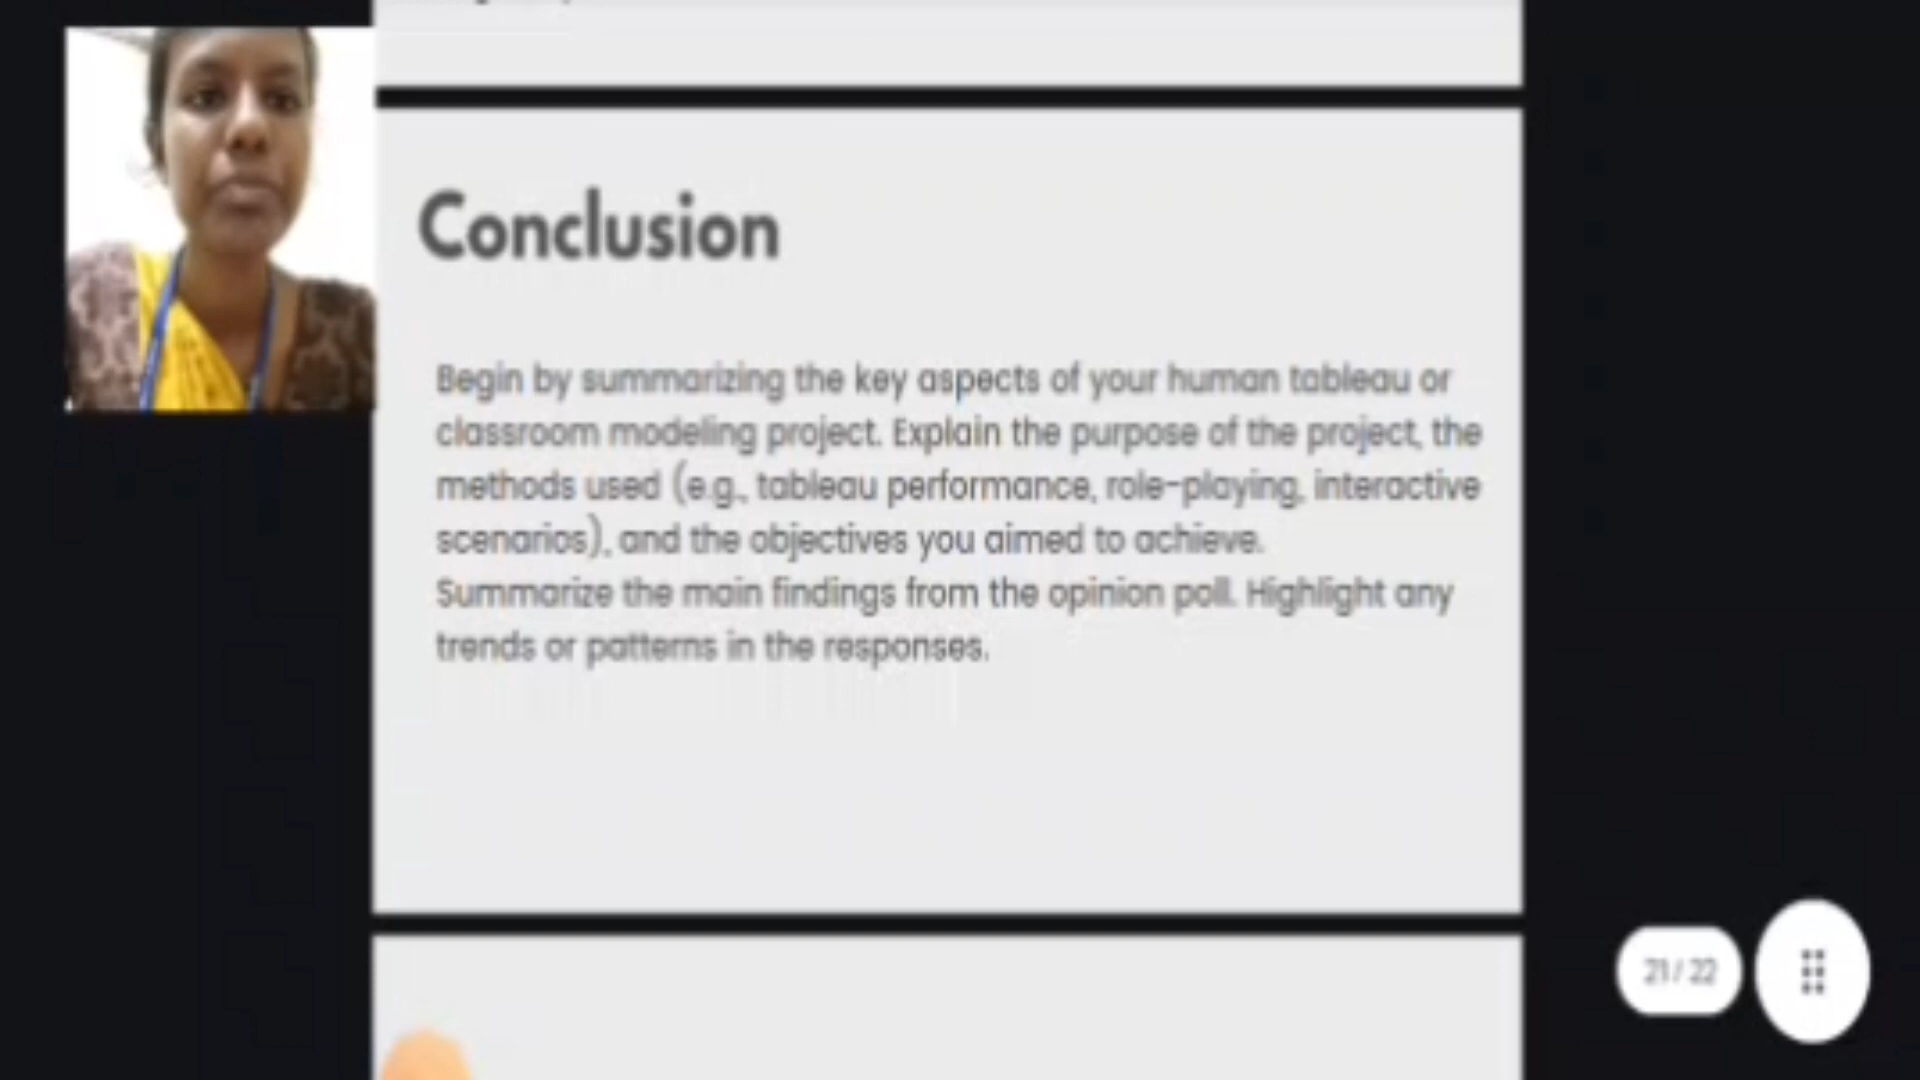 Conclusion
Begin by summarizing the key aspects of your human tableau or
classroom modeling project. Explain the purpose of the project, the
methods used (e.g., tableau performance, role-playing, interactive
scenarios), and the objectives you aimed to achieve.
Summarize the main findings from the opinion poll. Highlight any
trends or patterns in the responses.
21 / 22